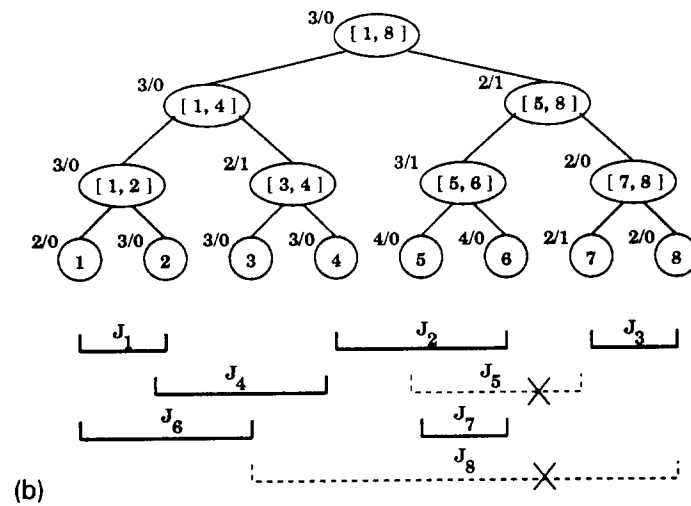 3/0
[ 1, 8 ]
3/0
[ 1, 4 ]
2/1
[ 5, 8 ]
3/0
[ 1, 2 ]
2/1
[ 3, 4 ]
3/1
[ 5, 6 ]
2/0
[ 7, 8 ]
2/0
1
3/0
2
3/0
3
3/0
4
4/0
5
4/0
6
2/1
7
2/0
8
J1
J2
J3
J4
J5
J6
J7
J8
(b)